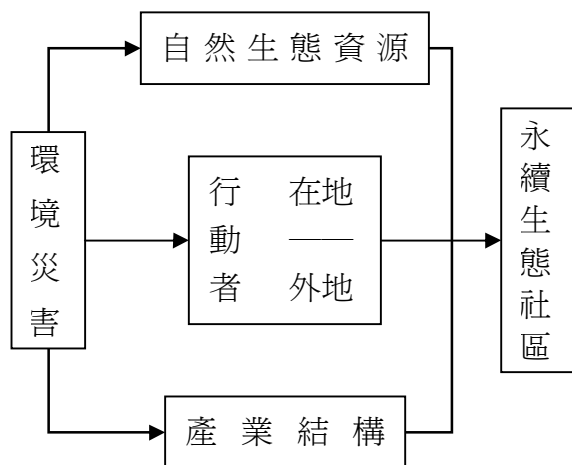 自然生態資源
環境災害
行動者
在地
——
外地
永續生態社區
產業結構